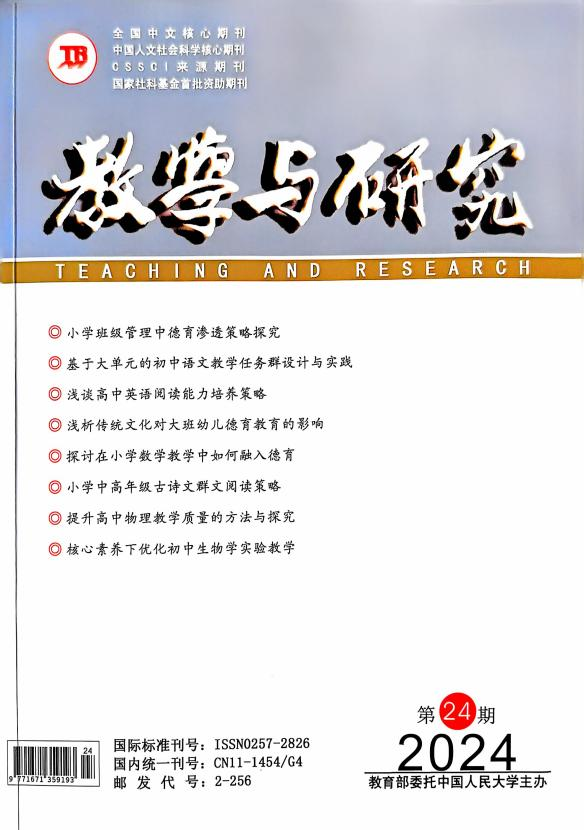 全国中文核心期刊
中国人文社会科学核心期刊
CSSCI来源期刊
国家社科基金首批资助期刊
教学与研究
TEACHING AND RESEARCH
◎ 小学班级管理中德育渗透策略探究
◎ 基于大单元的初中语文教学任务群设计与实践
◎ 浅谈高中英语阅读能力培养策略
◎ 浅析传统文化对大班幼儿德育教育的影响
◎ 探讨在小学数学教学中如何融入德育
◎ 小学中高年级古诗文群文阅读策略
◎ 提升高中物理教学质量的方法与探究
◎ 核心素养下优化初中生物学实验教学
第24期
2024
教育部委托中国人民大学主办
国际标准刊号：ISSN0257-2826
国内统一刊号：CN11-1454/G4
邮发代号：2-256
24
9 771671 359193